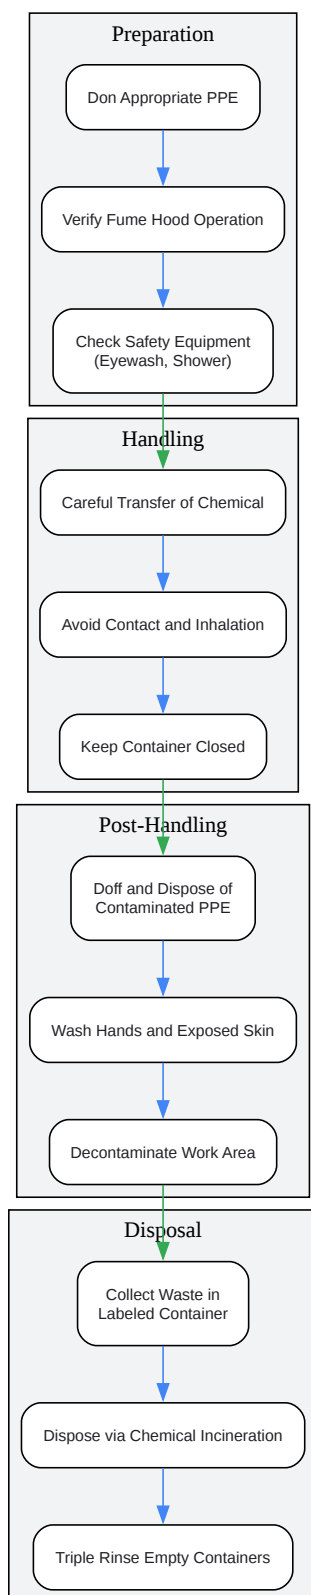 Preparation
Don Appropriate PPE
Verify Fume Hood Operation
Check Safety Equipment
(Eyewash, Shower)
Handling
Careful Transfer of Chemical
Avoid Contact and Inhalation
Keep Container Closed
Post-Handling
Doff and Dispose of
Contaminated PPE
Wash Hands and Exposed Skin
Decontaminate Work Area
Disposal
Collect Waste in
Labeled Container
Dispose via Chemical Incineration
Triple Rinse Empty Containers